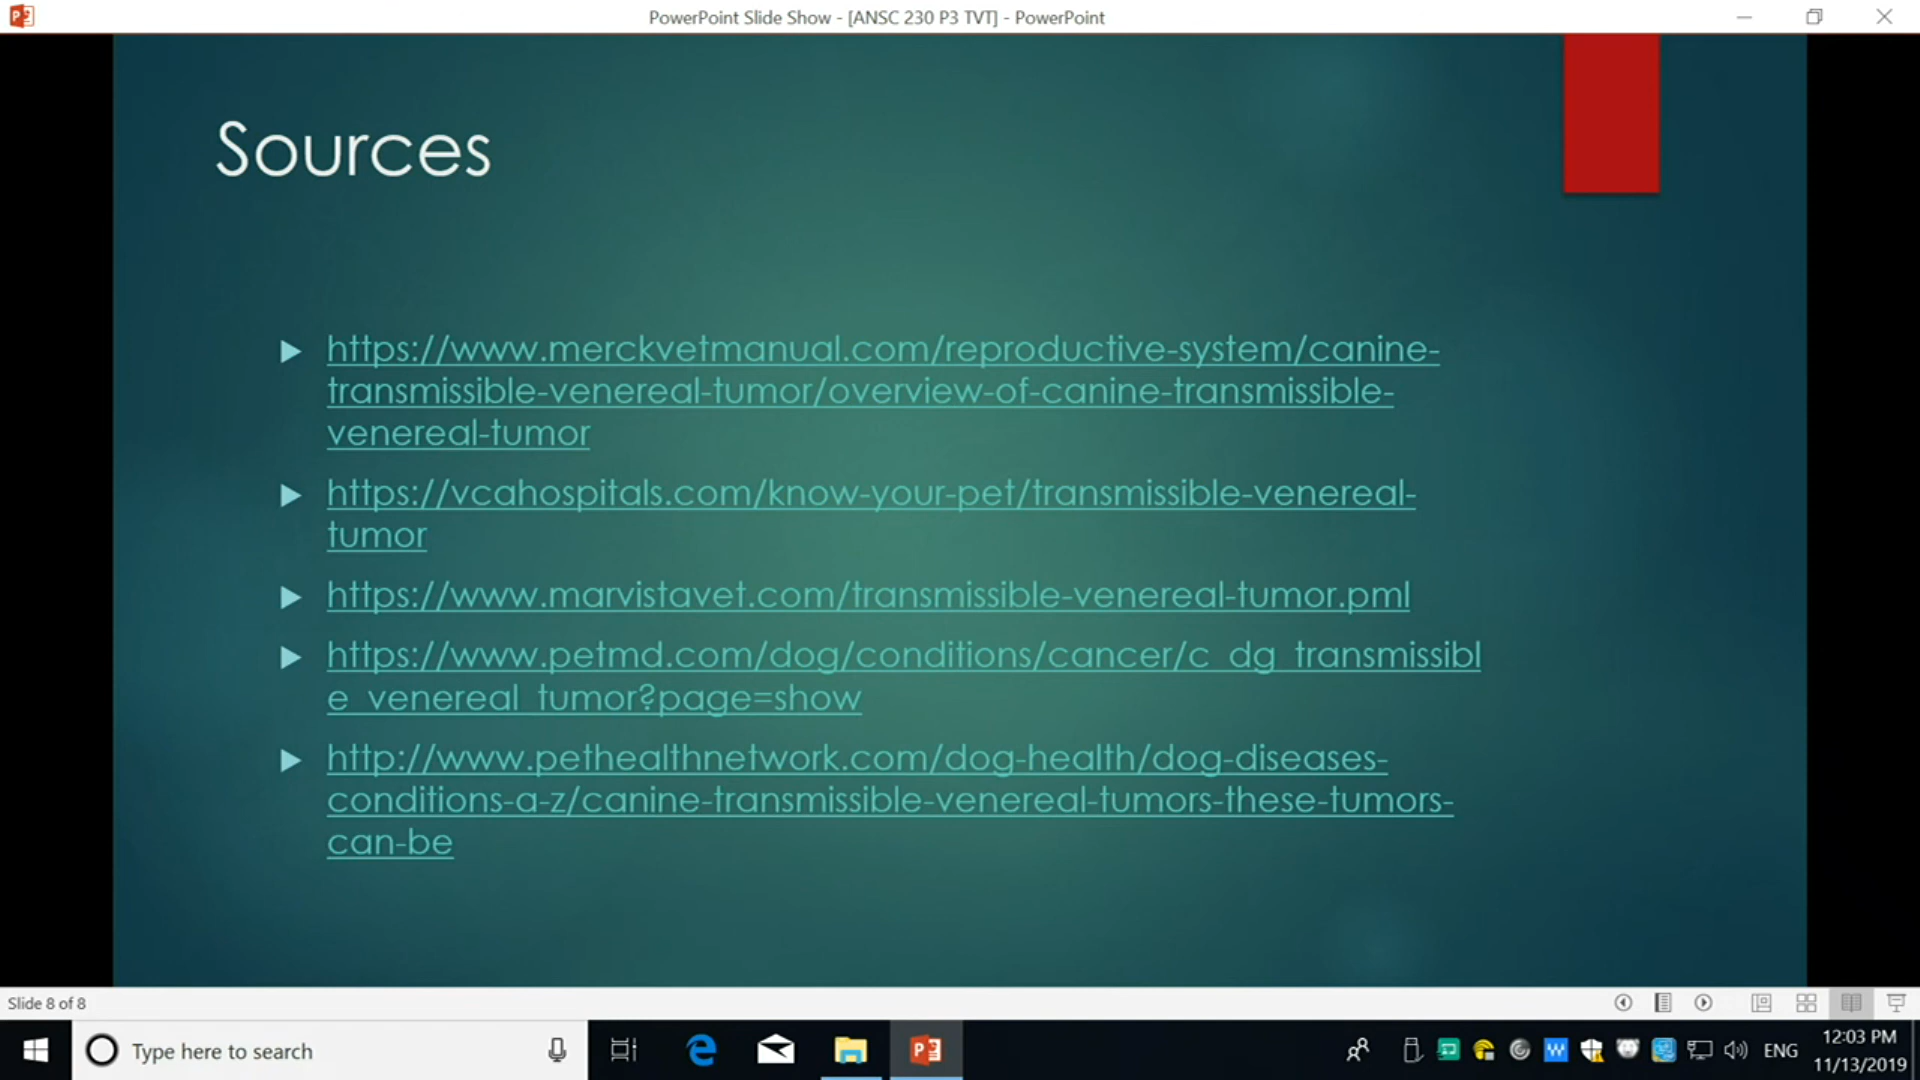 PowerPoint Slide Show - [ANSC 230 P3 TVT] - PowerPoint
Sources
https://www.merckvetmanual.com/reproductive-system/canine-
transmissible-venereal-tumor/overview-of-canine-transmissible-
venereal-tumor
https://vcahospitals.com/know-your-pet/transmissible-venereal-
tumor
https://www.marvistavet.com/transmissible-venereal-tumor.pml
https://www.petmd.com/dog/conditions/cancer/c_dg_transmissibl
e_venereal_tumor?page=show
http://www.pethealthnetwork.com/dog-health/dog-diseases-
conditions-a-z/canine-transmissible-venereal-tumors-these-tumors-
can-be
Slide 8 of 8
Type here to search
ENG
12:03 PM
11/13/2019